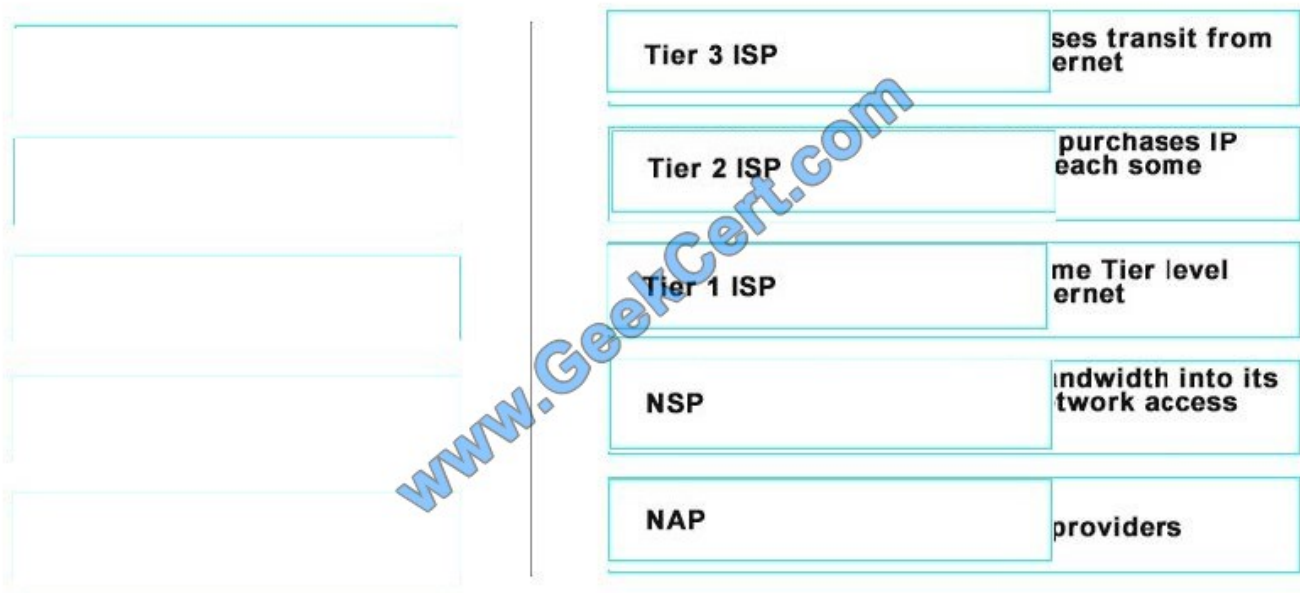 Tier 3 ISP
ses transit from
ernet
Tier 2 ISP
purchases IP
each some
Tier 1 ISP
me Tier level
ernet
NSP
andwidth into its
twork access
NAP
providers
www.GeekCert.com